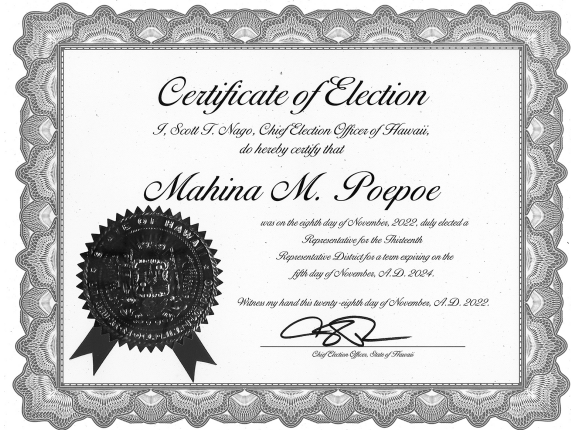 Certificate of Election
I, Scott T. Nago, Chief Election Officer of Hawaii,
do hereby certify that
Mahina M. Poepoe
was on the eighth day of November, 2022, duly elected a
Representative for the Thirteenth
Representative District for a term expiring on the
fifth day of November, A.D. 2024.
Witness my hand this twenty-eighth day of November, A.D. 2022.
Chief Election Officer, State of Hawaii